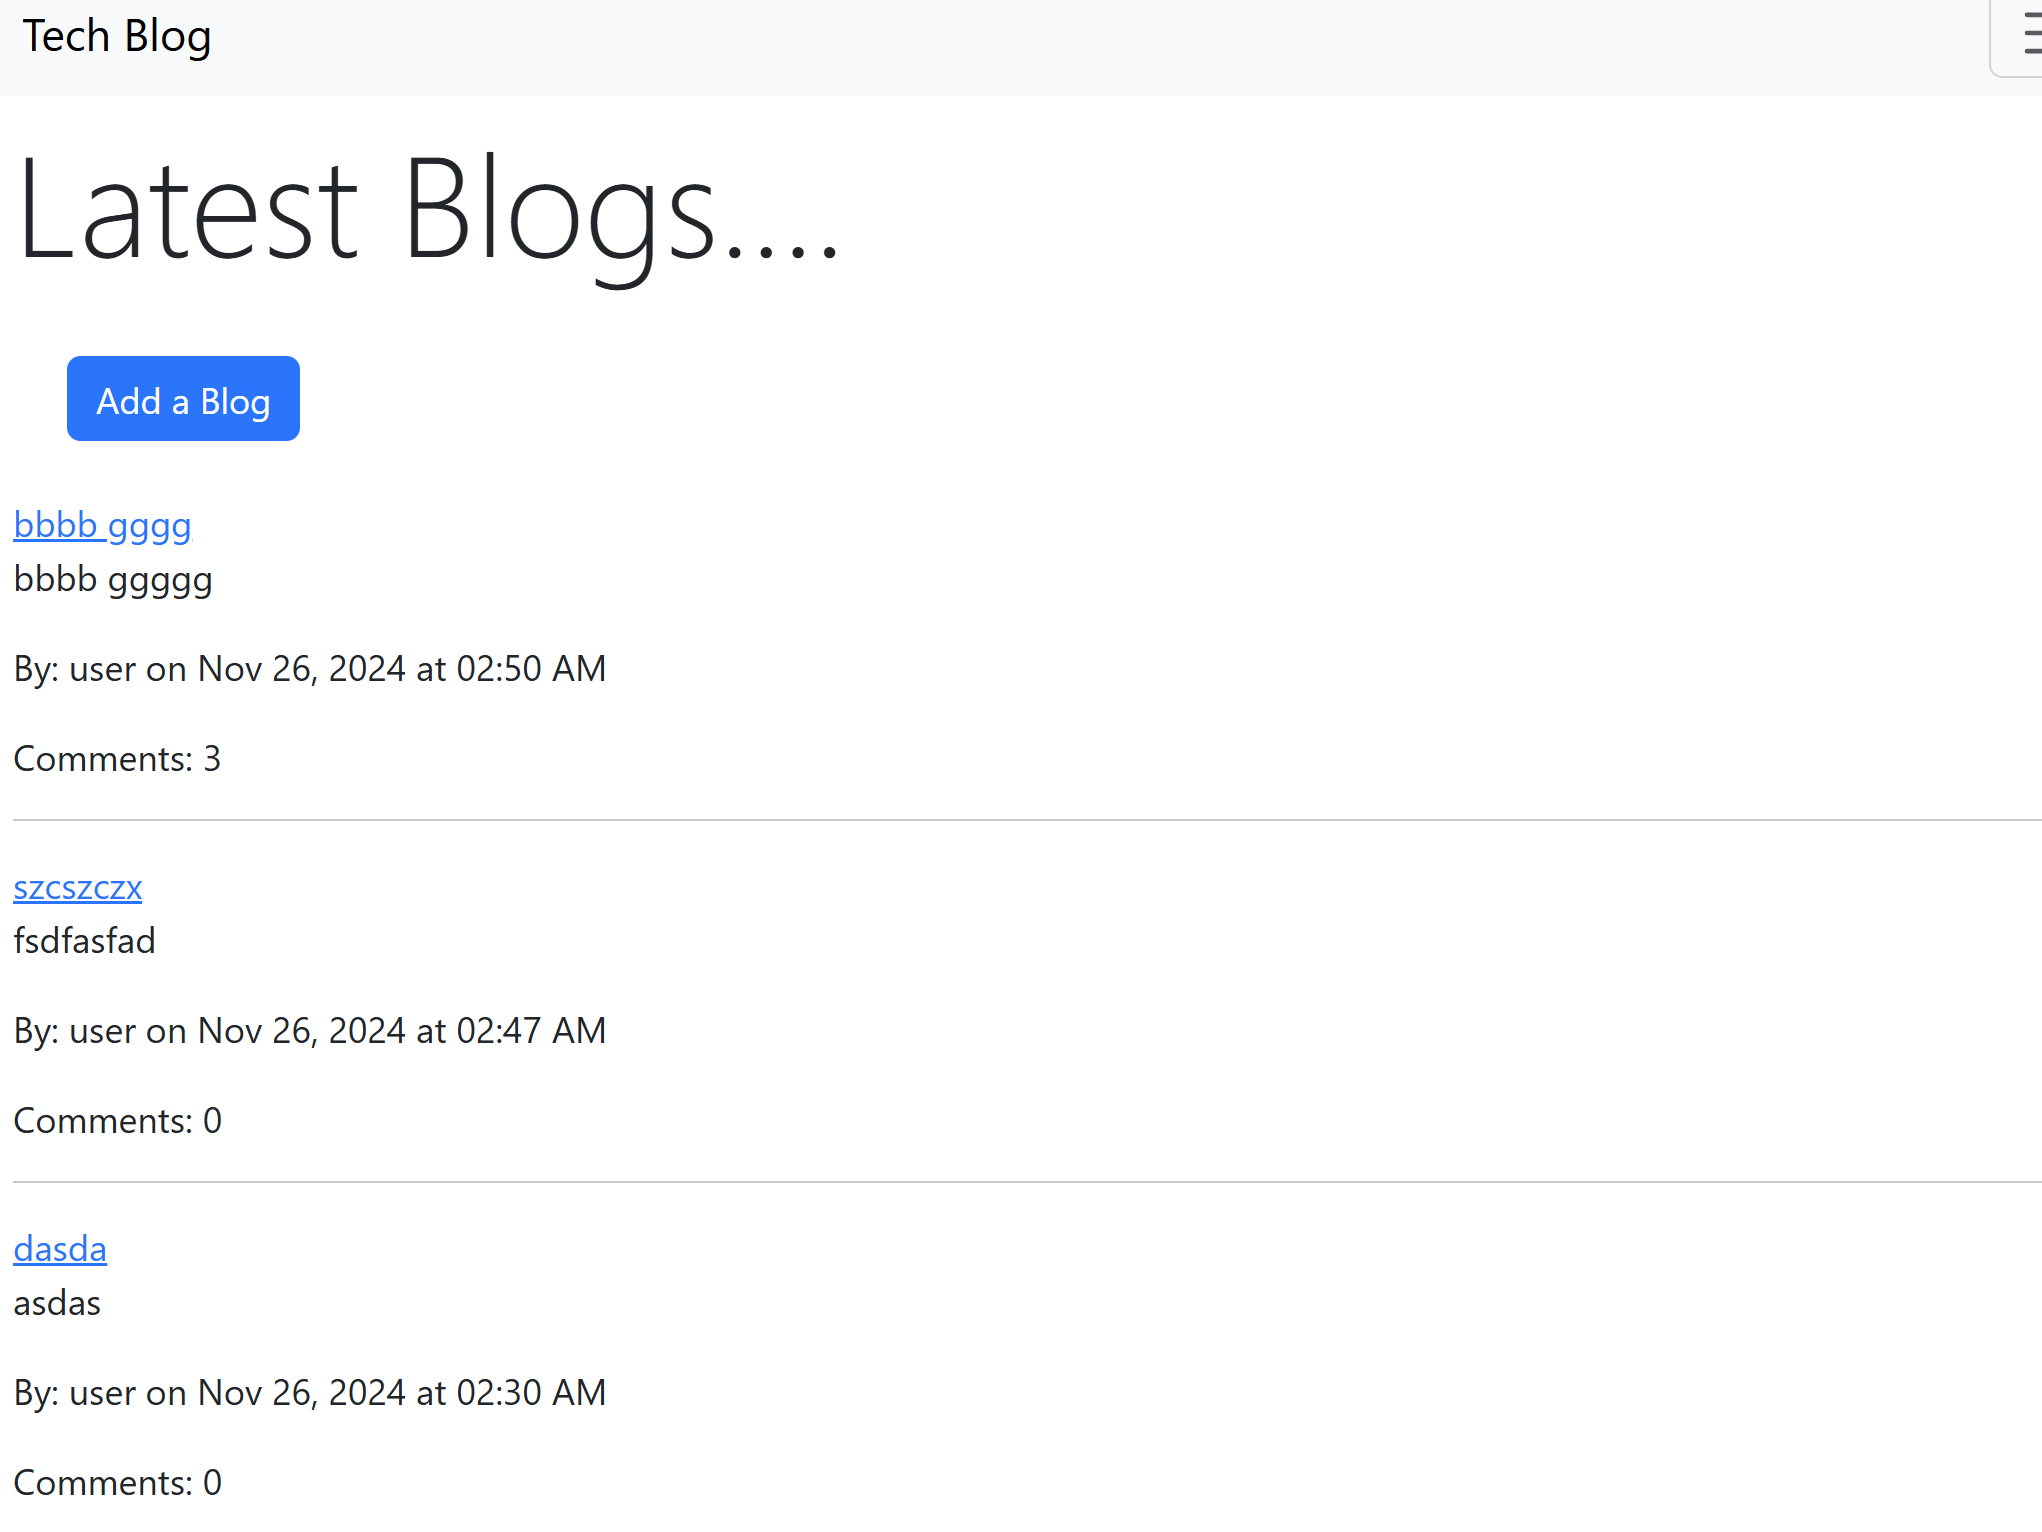 Tech Blog
Latest Blogs....
Add a Blog
bbbb gggg
bbbb ggggg
By: user on Nov 26, 2024 at 02:50 AM
Comments: 3
szcszczx
fsdfasfad
By: user on Nov 26, 2024 at 02:47 AM
Comments: 0
dasda
asdas
By: user on Nov 26, 2024 at 02:30 AM
Comments: 0